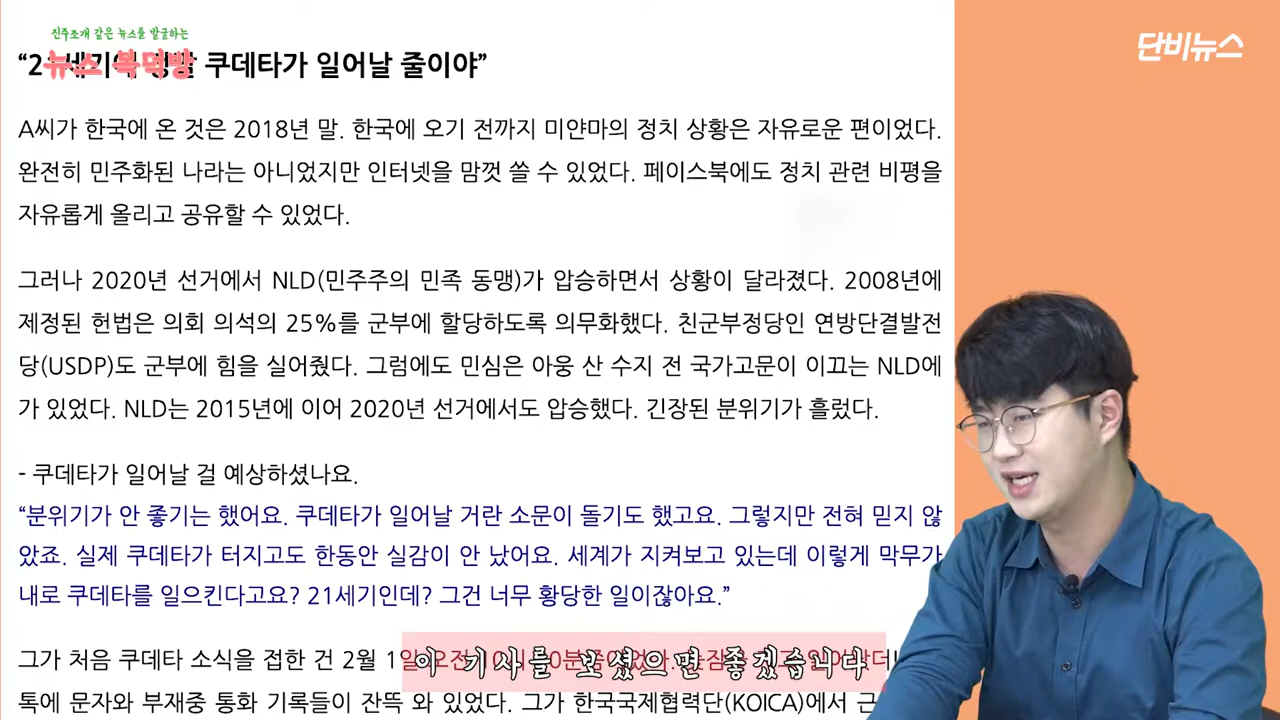 진주조개 같은 뉴스를 발굴하는
뉴스 복덕방
단비뉴스
쿠데타가 일어날 줄이야”
A씨가 한국에 온 것은 2018년 말. 한국에 오기 전까지 미얀마의 정치 상황은 자유로운 편이었다.
완전히 민주화된 나라는 아니었지만 인터넷을 맘껏 쓸 수 있었다. 페이스북에도 정치 관련 비평을
자유롭게 올리고 공유할 수 있었다.
그러나 2020년 선거에서 NLD(민주주의 민족 동맹)가 압승하면서 상황이 달라졌다. 2008년에
제정된 헌법은 의회 의석의 25%를 군부에 할당하도록 의무화했다. 친군부정당인 연방단결발전
당(USDP)도 군부에 힘을 실어줬다. 그럼에도 민심은 아웅 산 수지 전 국가고문이 이끄는 NLD에
가 있었다. NLD는 2015년에 이어 2020년 선거에서도 압승했다. 긴장된 분위기가 흘렀다.
- 쿠데타가 일어날 걸 예상하셨나요.
“분위기가 안 좋기는 했어요. 쿠데타가 일어날 거란 소문이 돌기도 했고요. 그렇지만 전혀 믿지 않
았죠. 실제 쿠데타가 터지고도 한동안 실감이 안 났어요. 세계가 지켜보고 있는데 이렇게 막무가
내로 쿠데타를 일으킨다고요? 21세기인데? 그건 너무 황당한 일이잖아요.”
그가 처음 쿠데타 소식을 접한 건 2월 1일
이 기사를 보셨으면 좋겠습니다
톡에 문자와 부재중 통화 기록들이 잔뜩 와 있었다. 그가 한국국제협력단(KOICA)에서 근